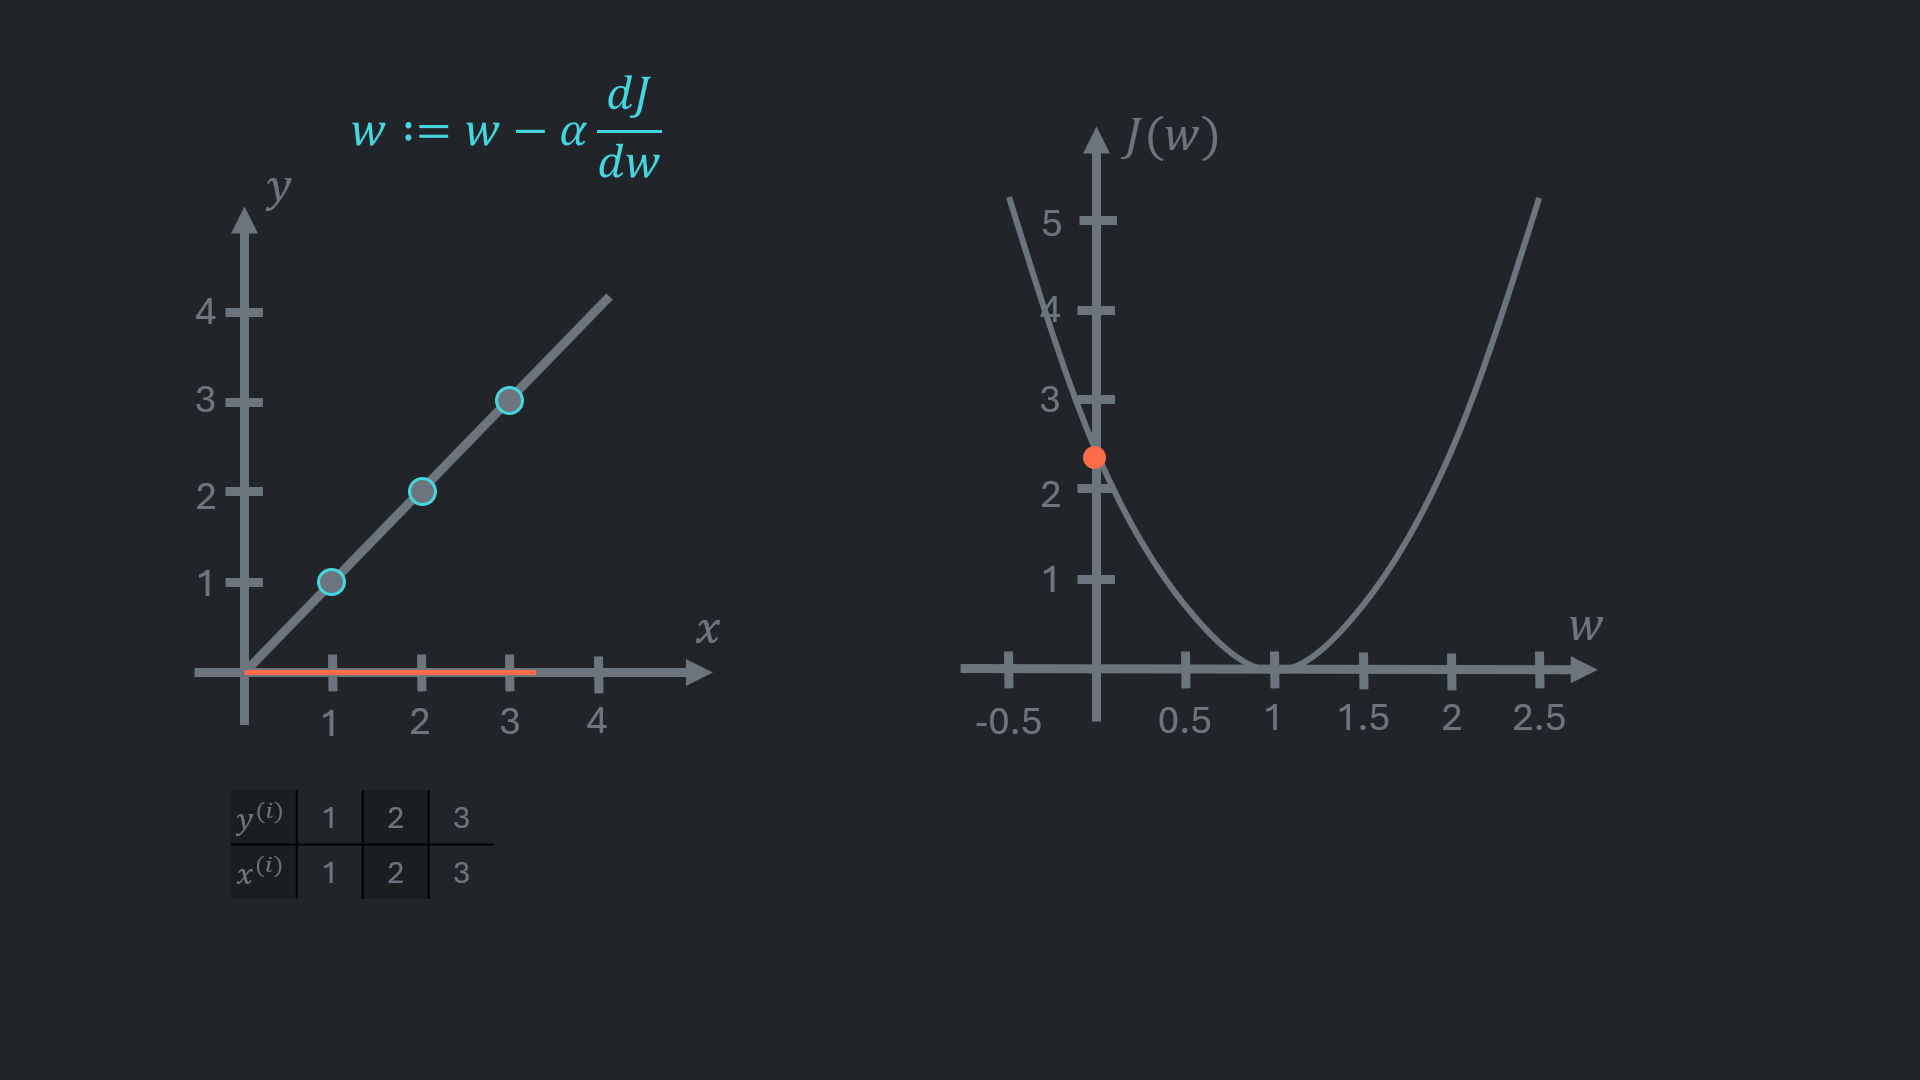 w := w − α dJ/dw
y
4
3
2
1
x
1 2 3 4
y⁽ⁱ⁾ 1 2 3
x⁽ⁱ⁾ 1 2 3
J(w)
5
4
3
2
1
w
-0.5 0.5 1 1.5 2 2.5